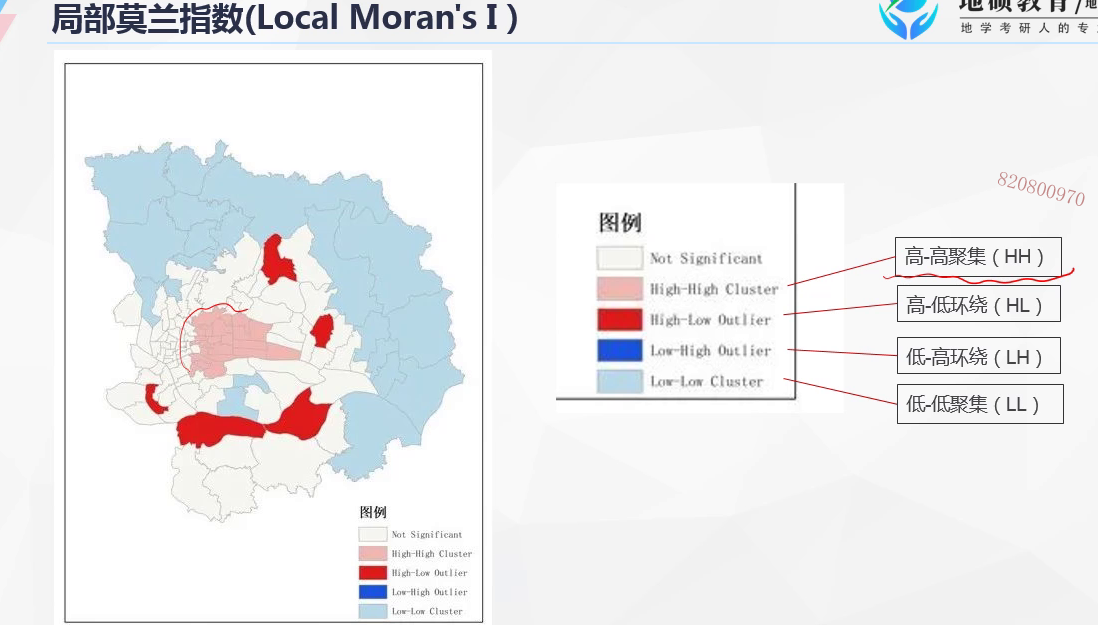 局部莫兰指数(Local Moran's I )
地硕教育/地
地学考研人的专
820800970
图例
Not Significant
High-High Cluster
High-Low Outlier
Low-High Outlier
Low-Low Cluster
高-高聚集 ( HH )
高-低环绕 ( HL )
低-高环绕 ( LH )
低-低聚集 ( LL )
图例
Not Significant
High-High Cluster
High-Low Outlier
Low-High Outlier
Low-Low Cluster